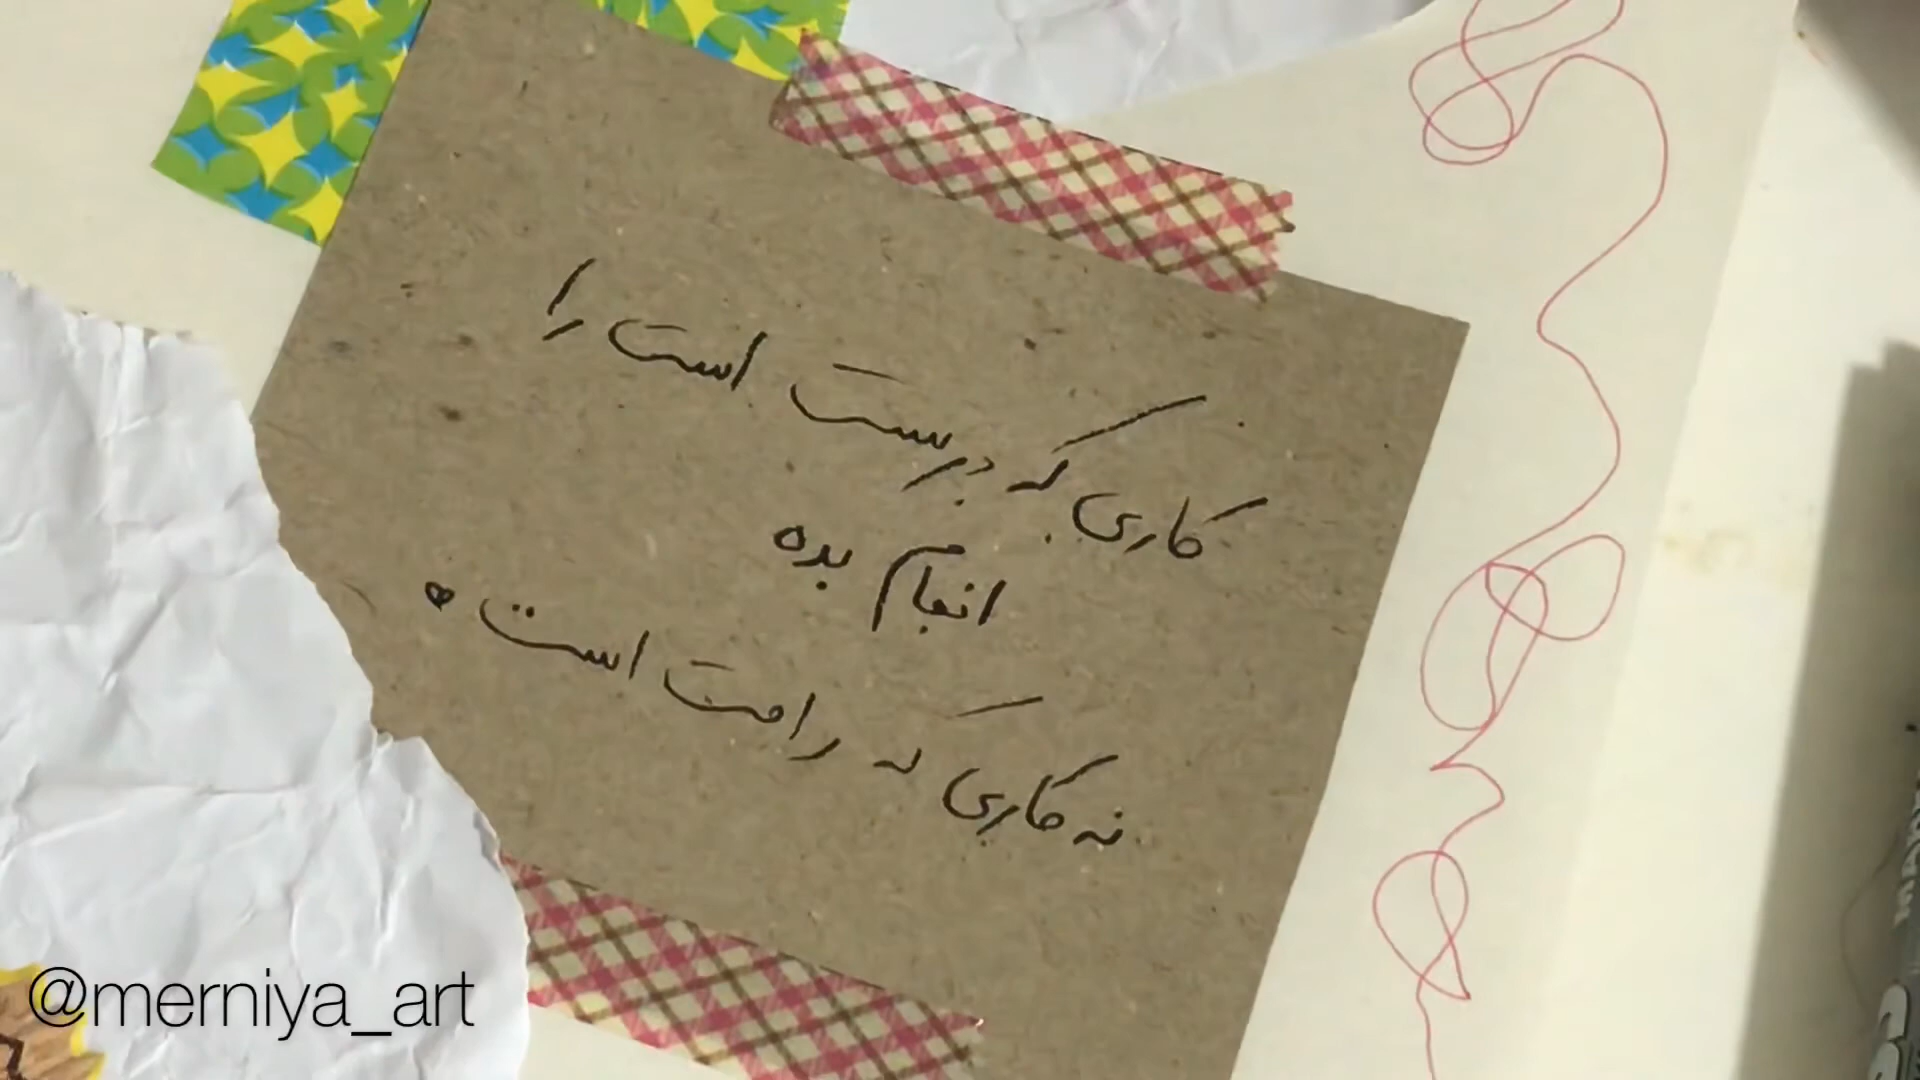 کاری که درست است را
انجام بده
نه کاری که راحت است.
@merniya_art